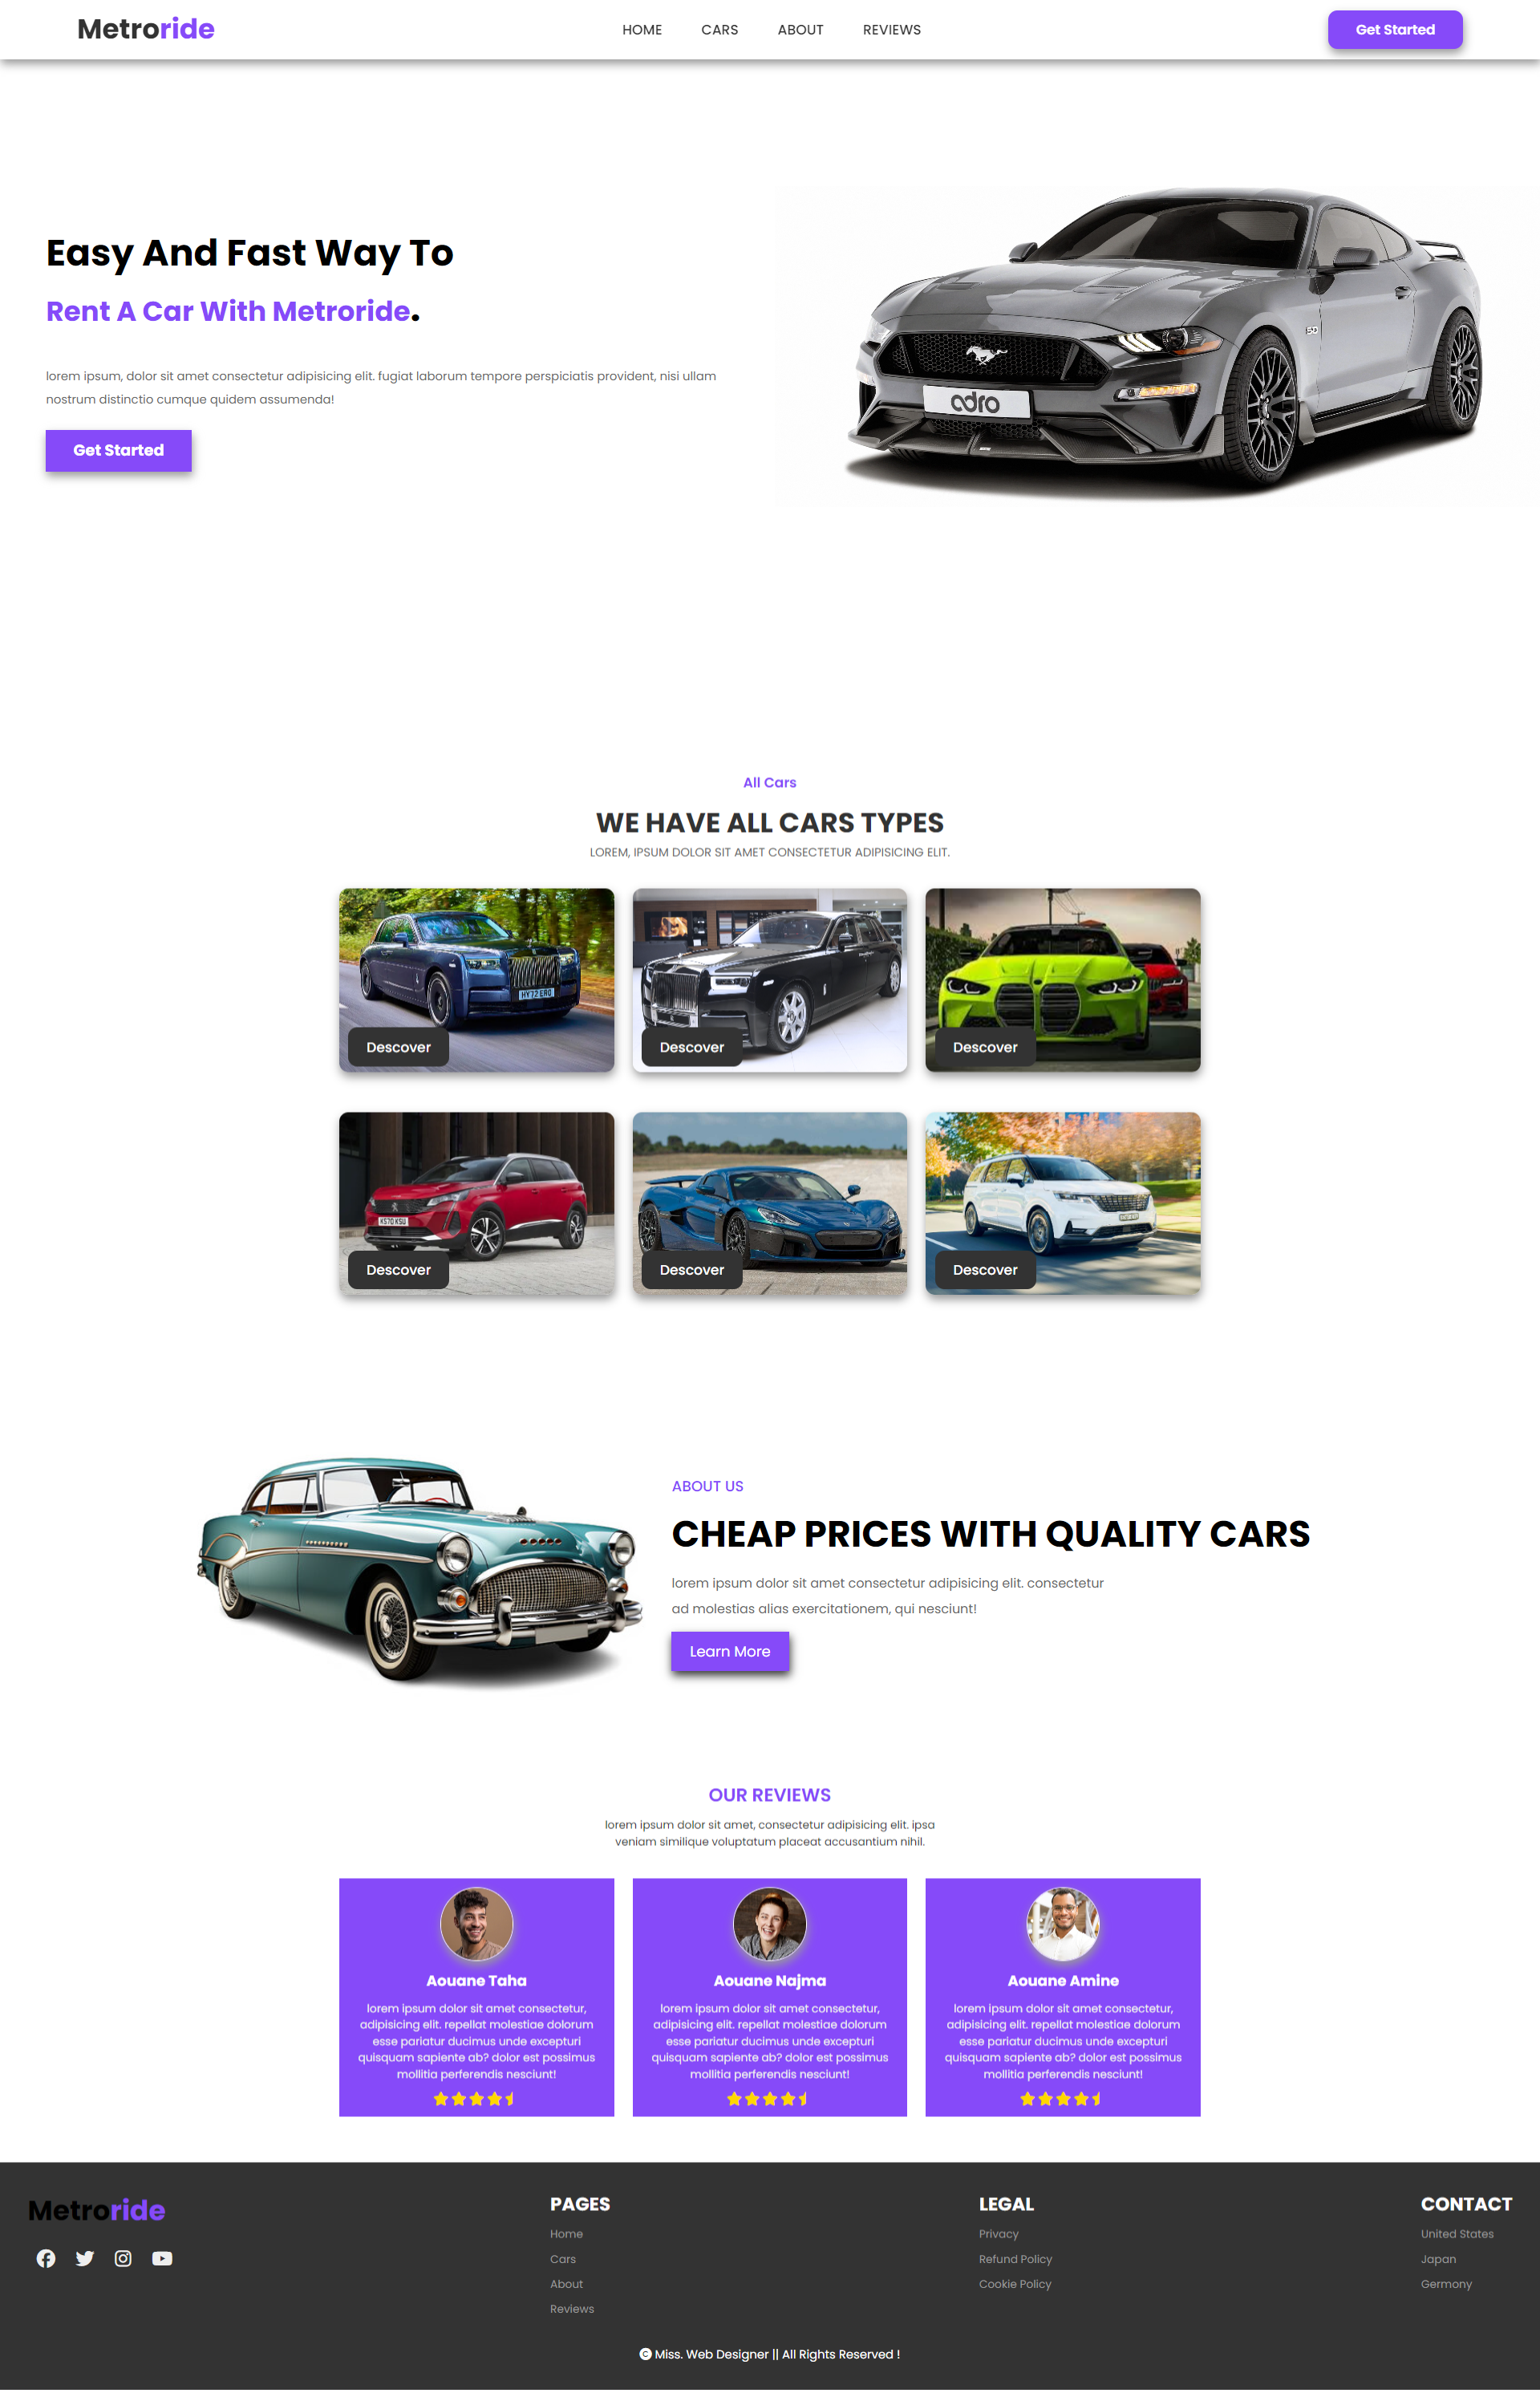 Metroride
HOME CARS ABOUT REVIEWS
Get Started
Easy And Fast Way To
Rent A Car With Metroride.
lorem ipsum, dolor sit amet consectetur adipisicing elit. fugiat laborum tempore perspiciatis provident, nisi ullam
nostrum distinctio cumque quidem assumenda!
Get Started
adro
5.0
All Cars
WE HAVE ALL CARS TYPES
LOREM, IPSUM DOLOR SIT AMET CONSECTETUR ADIPISICING ELIT.
HY72 ERO
Descover
Descover
Descover
KS70 KSU
Descover
Descover
Descover
ABOUT US
CHEAP PRICES WITH QUALITY CARS
lorem ipsum dolor sit amet consectetur adipisicing elit. consectetur
ad molestias alias exercitationem, qui nesciunt!
Learn More
OUR REVIEWS
lorem ipsum dolor sit amet, consectetur adipisicing elit. ipsa
veniam similique voluptatum placeat accusantium nihil.
Aouane Taha
lorem ipsum dolor sit amet consectetur,
adipisicing elit. repellat molestiae dolorum
esse pariatur ducimus unde excepturi
quisquam sapiente ab? dolor est possimus
mollitia perferendis nesciunt!
Aouane Najma
lorem ipsum dolor sit amet consectetur,
adipisicing elit. repellat molestiae dolorum
esse pariatur ducimus unde excepturi
quisquam sapiente ab? dolor est possimus
mollitia perferendis nesciunt!
Aouane Amine
lorem ipsum dolor sit amet consectetur,
adipisicing elit. repellat molestiae dolorum
esse pariatur ducimus unde excepturi
quisquam sapiente ab? dolor est possimus
mollitia perferendis nesciunt!
Metroride
PAGES
Home
Cars
About
Reviews
LEGAL
Privacy
Refund Policy
Cookie Policy
CONTACT
United States
Japan
Germany
© Miss. Web Designer || All Rights Reserved !